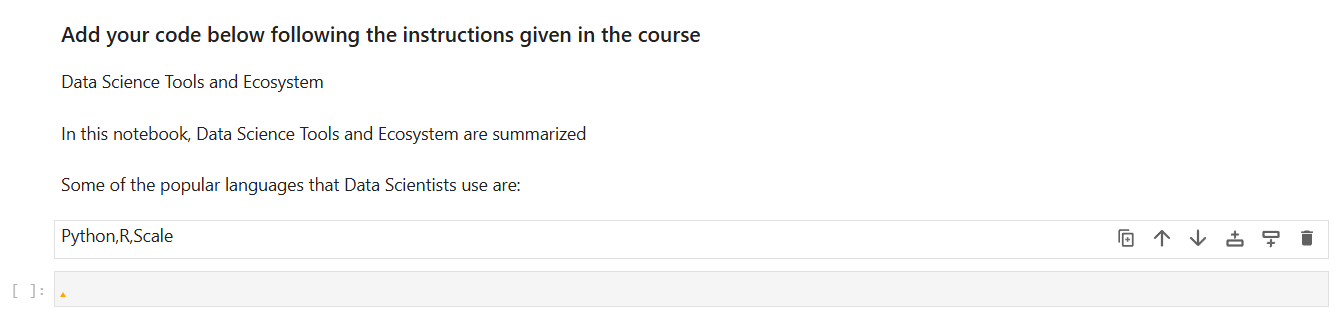 Add your code below following the instructions given in the course
Data Science Tools and Ecosystem
In this notebook, Data Science Tools and Ecosystem are summarized
Some of the popular languages that Data Scientists use are:
Python,R,Scale
[ ]: